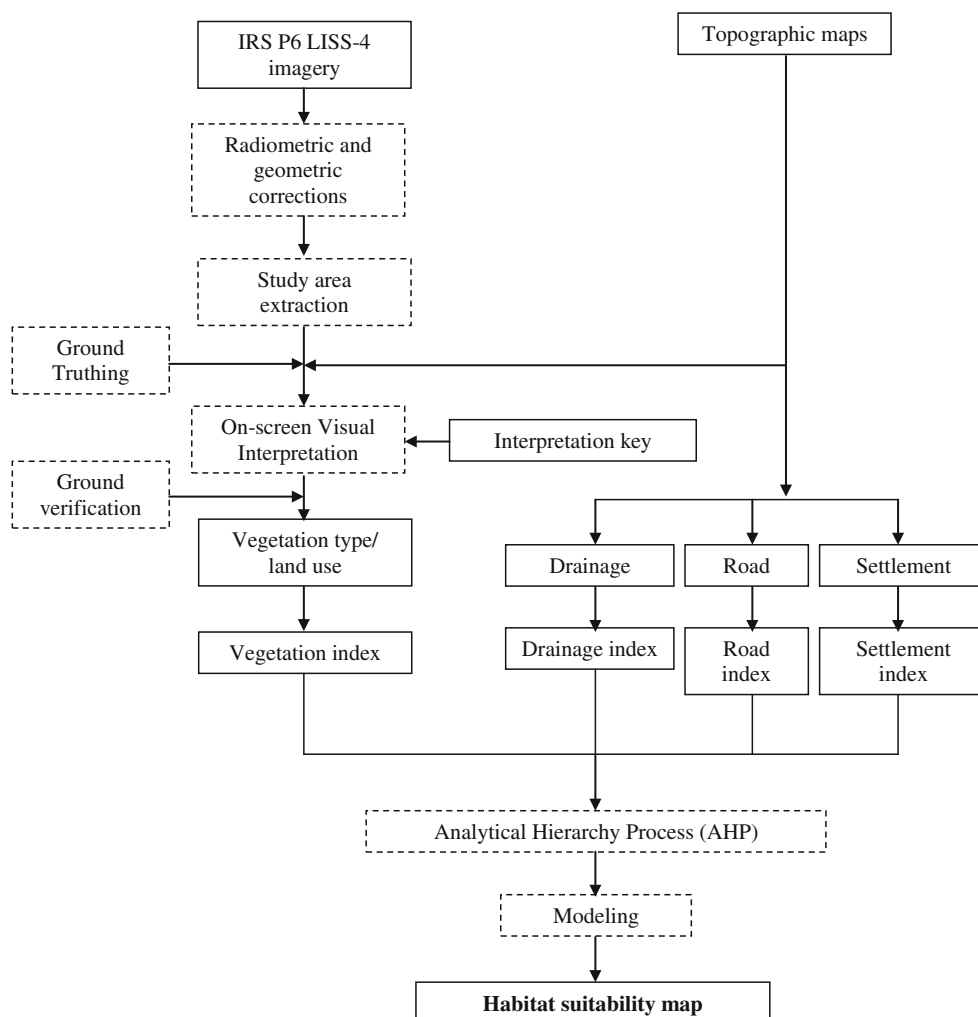 IRS P6 LISS-4
imagery
Topographic maps
Radiometric and
geometric
corrections
Study area
extraction
Ground
Truthing
On-screen Visual
Interpretation
Interpretation key
Ground
verification
Vegetation type/
land use
Drainage
Road
Settlement
Vegetation index
Drainage index
Road
index
Settlement
index
Analytical Hierarchy Process (AHP)
Modeling
Habitat suitability map